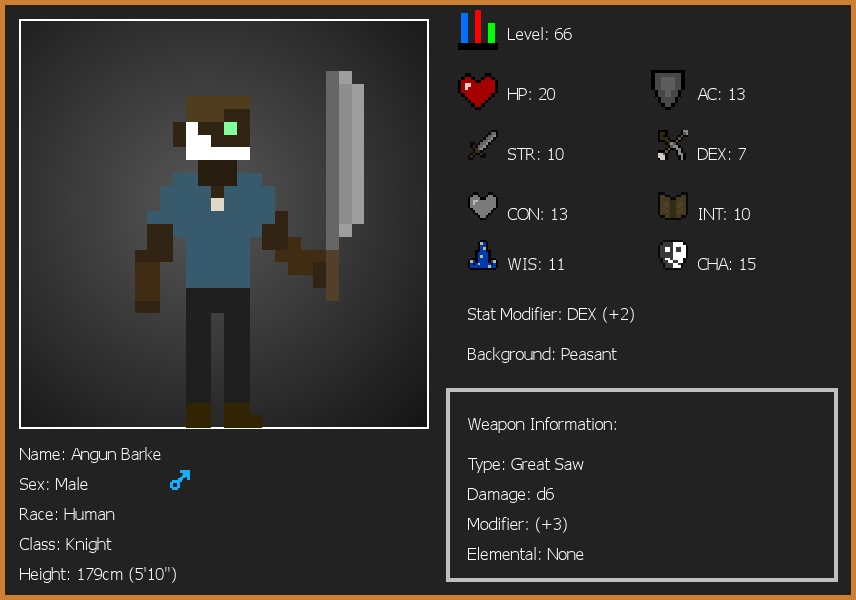 Level: 66
HP: 20
AC: 13
STR: 10
DEX: 7
CON: 13
INT: 10
WIS: 11
CHA: 15
Stat Modifier: DEX (+2)
Background: Peasant
Weapon Information:
Type: Great Saw
Damage: d6
Modifier: (+3)
Elemental: None
Name: Angun Barke
Sex: Male
Race: Human
Class: Knight
Height: 179cm (5'10")